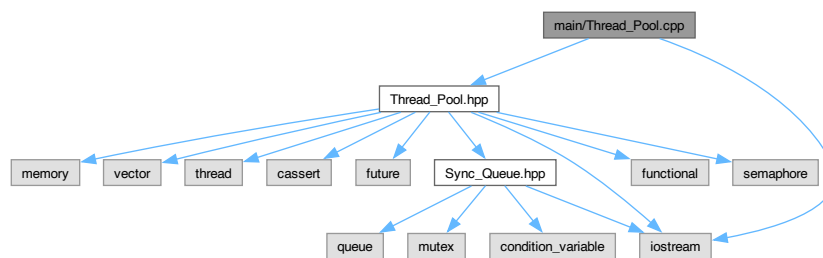 main/Thread_Pool.cpp
Thread_Pool.hpp
memory
vector
thread
cassert
future
Sync_Queue.hpp
functional
semaphore
queue
mutex
condition_variable
iostream